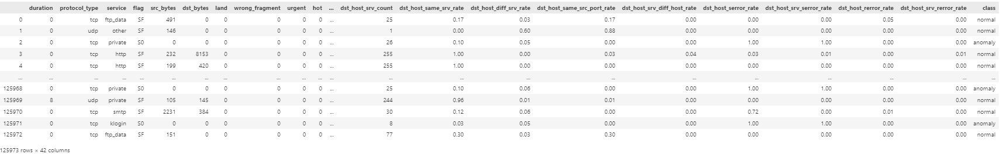 duration protocol_type service flag src_bytes dst_bytes land wrong_fragment urgent hot ... dst_host_srv_count dst_host_same_srv_rate dst_host_diff_srv_rate dst_host_same_src_port_rate dst_host_srv_diff_host_rate dst_host_serror_rate dst_host_srv_serror_rate dst_host_rerror_rate dst_host_srv_rerror_rate class
0 0 tcp ftp_data SF 491 0 0 0 0 0 ... 25 0.17 0.03 0.17 0.00 0.00 0.00 0.05 0.00 normal
1 0 udp other SF 146 0 0 0 0 0 ... 1 0.00 0.60 0.88 0.00 0.00 0.00 0.00 0.00 normal
2 0 tcp private S0 0 0 0 0 0 0 ... 26 0.10 0.05 0.00 0.00 1.00 1.00 0.00 0.00 anomaly
3 0 tcp http SF 232 8153 0 0 0 0 ... 255 1.00 0.00 0.03 0.04 0.03 0.01 0.00 0.01 normal
4 0 tcp http SF 199 420 0 0 0 0 ... 255 1.00 0.00 0.00 0.00 0.00 0.00 0.00 0.00 normal
... ... ... ... ... ... ... ... ... ... ... ... ... ... ... ... ... ... ... ... ... ...
125968 0 tcp private S0 0 0 0 0 0 0 ... 25 0.10 0.06 0.00 0.00 1.00 1.00 0.00 0.00 anomaly
125969 8 udp private SF 105 145 0 0 0 0 ... 244 0.96 0.01 0.01 0.00 0.00 0.00 0.00 0.00 normal
125970 0 tcp smtp SF 2231 384 0 0 0 0 ... 30 0.12 0.06 0.00 0.00 0.72 0.00 0.01 0.00 normal
125971 0 tcp klogin S0 0 0 0 0 0 0 ... 8 0.03 0.05 0.00 0.00 1.00 1.00 0.00 0.00 anomaly
125972 0 tcp ftp_data SF 151 0 0 0 0 0 ... 77 0.30 0.03 0.30 0.00 0.00 0.00 0.00 0.00 normal
125973 rows × 42 columns